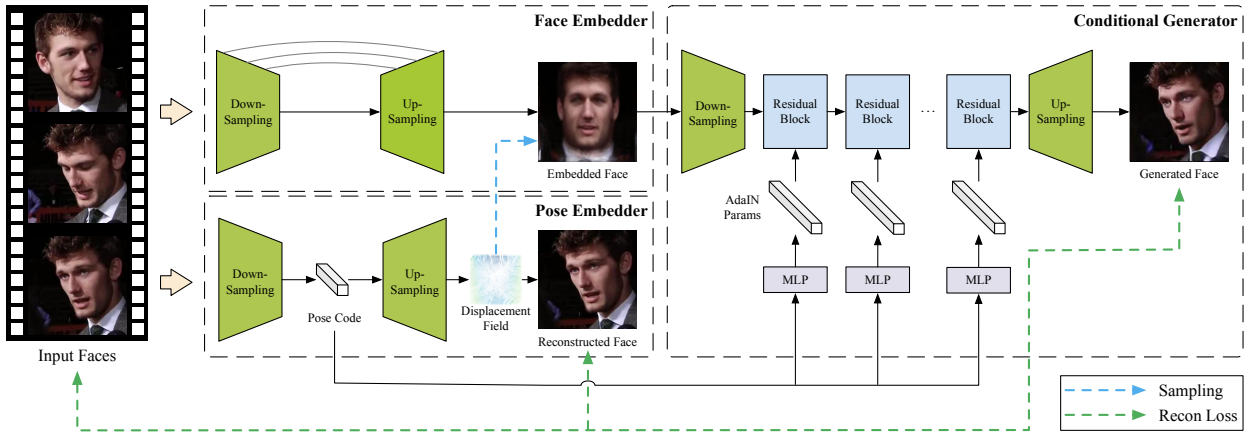 Face Embedder
Down-
Sampling
Up-
Sampling
Embedded Face
Pose Embedder
Down-
Sampling
Pose Code
Up-
Sampling
Displacement
Field
Reconstructed Face
Input Faces
Conditional Generator
Down-
Sampling
Residual
Block
Residual
Block
...
Residual
Block
Up-
Sampling
Generated Face
AdaIN
Params
MLP
MLP
MLP
Sampling
Recon Loss